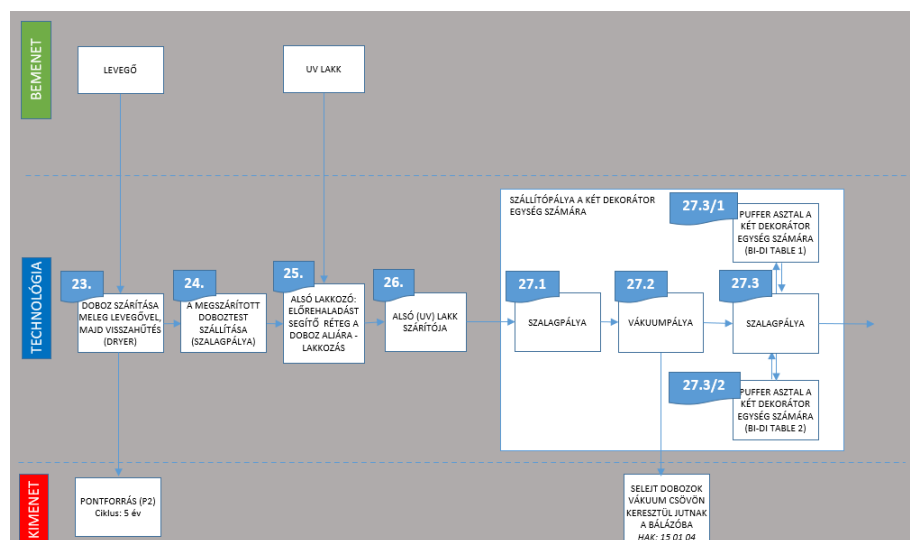 BEMENET
LEVEGŐ
UV LAKK
TECHNOLÓGIA
23.
DOBOZ SZÁRÍTÁSA
MELEG LEVEGŐVEL,
MAJD VISSZAHŰTÉS
(DRYER)
24.
A MEGSZÁRÍTOTT
DOBOZTEST
SZÁLLÍTÁSA
(SZALAGPÁLYA)
25.
ALSÓ LAKKOZÓ:
ELŐREHALADÁST
SEGÍTŐ RÉTEG A
DOBOZ ALJÁRA -
LAKKOZÁS
26.
ALSÓ (UV) LAKK
SZÁRÍTÓJA
SZÁLLÍTÓPÁLYA A KÉT DEKORÁTOR
EGYSÉG SZÁMÁRA
27.1
SZALAGPÁLYA
27.2
VÁKUUMPÁLYA
27.3
SZALAGPÁLYA
27.3/1
PUFFER ASZTAL A
KÉT DEKORÁTOR
EGYSÉG SZÁMÁRA
(BI-DI TABLE 1)
27.3/2
PUFFER ASZTAL A
KÉT DEKORÁTOR
EGYSÉG SZÁMÁRA
(BI-DI TABLE 2)
KIMENET
PONTFORRÁS (P2)
Ciklus: 5 év
SELEJT DOBOZOK
VÁKUUM CSÖVÖN
KERESZTÜL JUTNAK
A BÁLÁZÓBA
HAK: 15 01 04